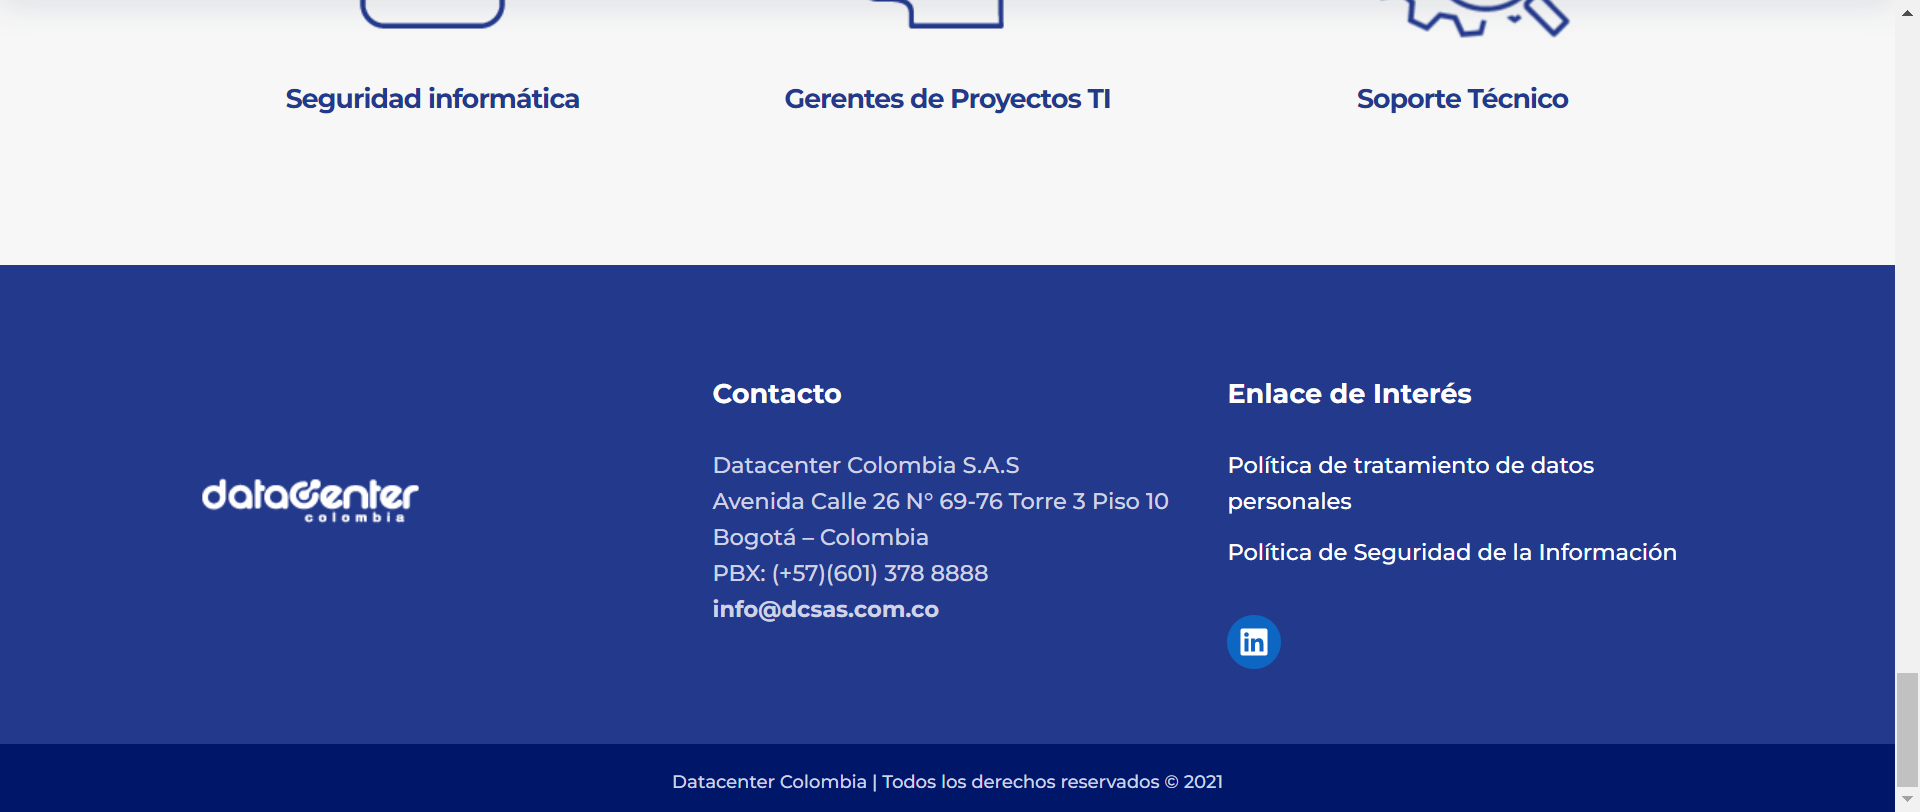 Seguridad informática
Gerentes de Proyectos TI
Soporte Técnico
dataCenter
colombia
Contacto
Datacenter Colombia S.A.S
Avenida Calle 26 N° 69-76 Torre 3 Piso 10
Bogotá – Colombia
PBX: (+57)(601) 378 8888
info@dcsas.com.co
Enlace de Interés
Política de tratamiento de datos
personales
Política de Seguridad de la Información
in
Datacenter Colombia | Todos los derechos reservados © 2021